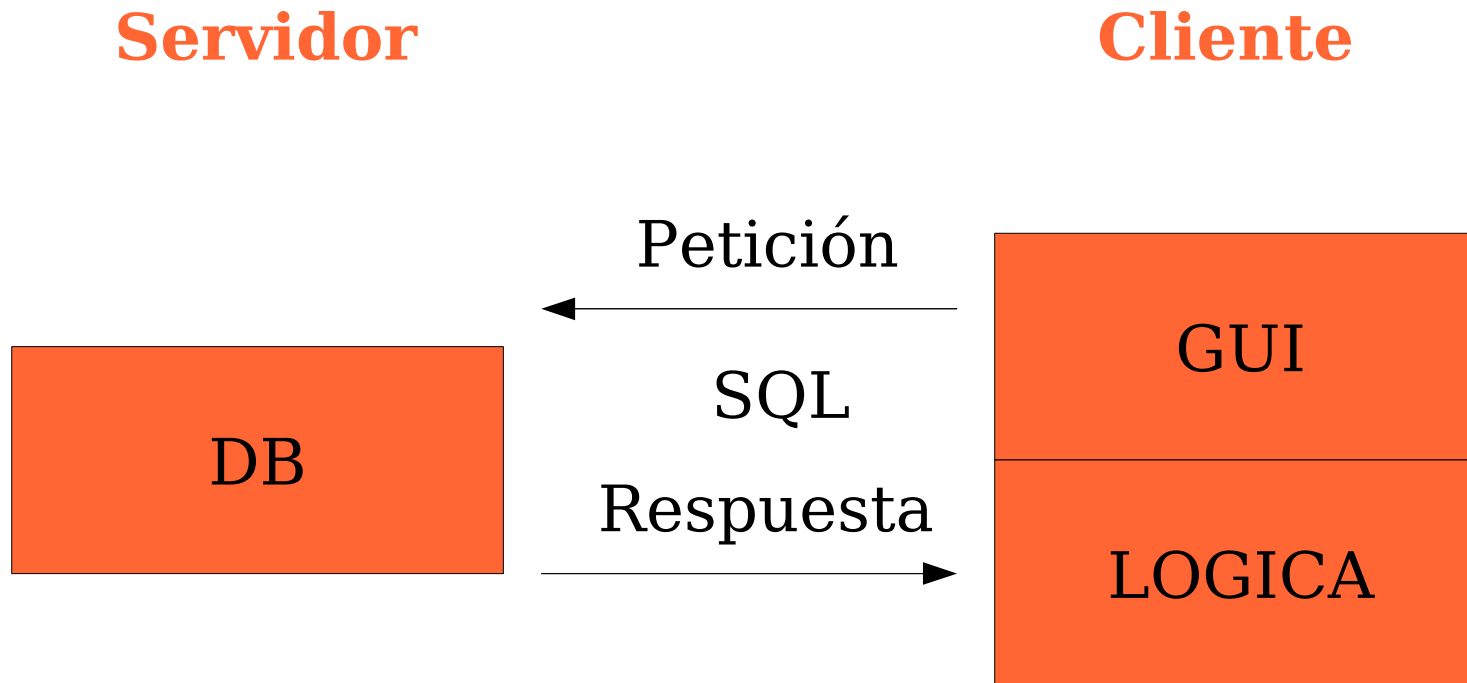 Servidor
Cliente
Petición
GUI
SQL
DB
Respuesta
LOGICA